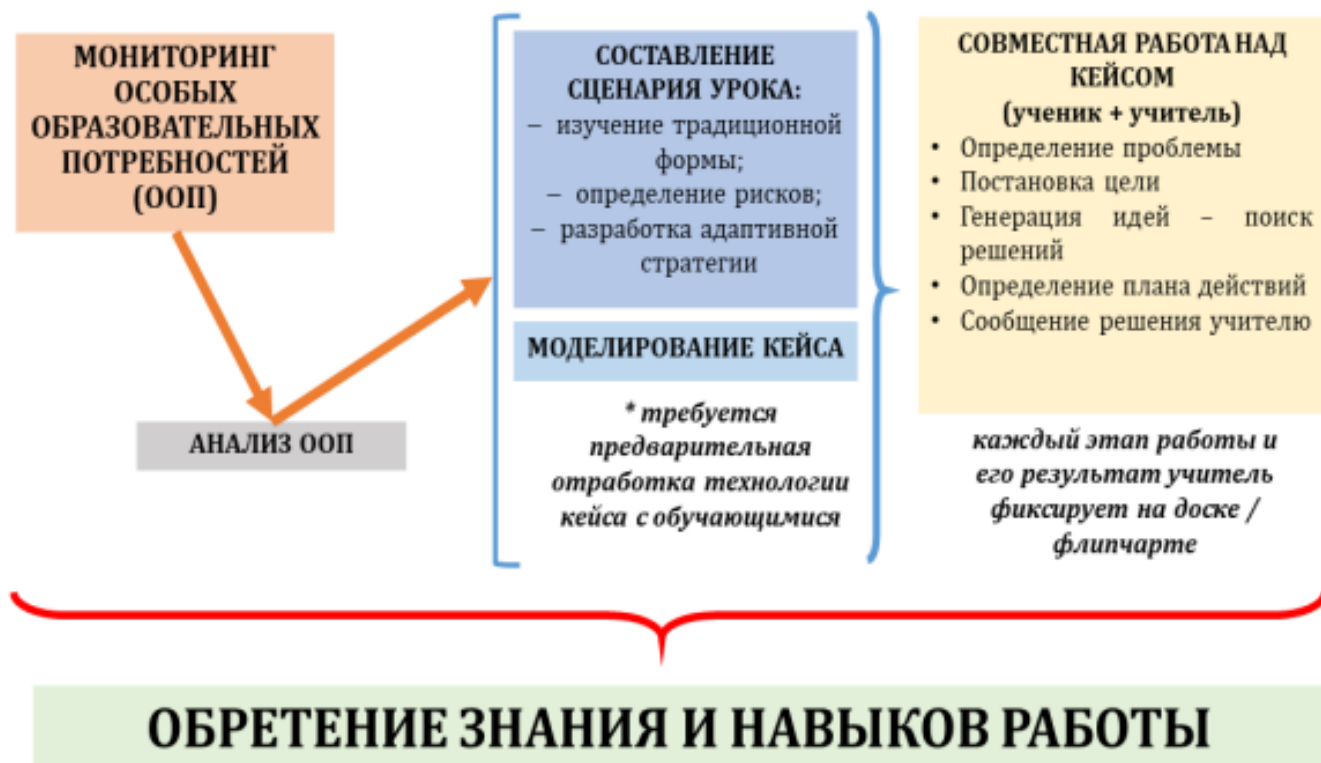 МОНИТОРИНГ
ОСОБЫХ
ОБРАЗОВАТЕЛЬНЫХ
ПОТРЕБНОСТЕЙ
(ООП)
АНАЛИЗ ООП
СОСТАВЛЕНИЕ
СЦЕНАРИЯ УРОКА:
– изучение традиционной
формы;
– определение рисков;
– разработка адаптивной
стратегии
МОДЕЛИРОВАНИЕ КЕЙСА
* требуется
предварительная
отработка технологии
кейса с обучающимися
СОВМЕСТНАЯ РАБОТА НАД
КЕЙСОМ
(ученик + учитель)
• Определение проблемы
• Постановка цели
• Генерация идей – поиск
решений
• Определение плана действий
• Сообщение решения учителю
каждый этап работы и
его результат учитель
фиксирует на доске /
флипчарте
ОБРЕТЕНИЕ ЗНАНИЯ И НАВЫКОВ РАБОТЫ